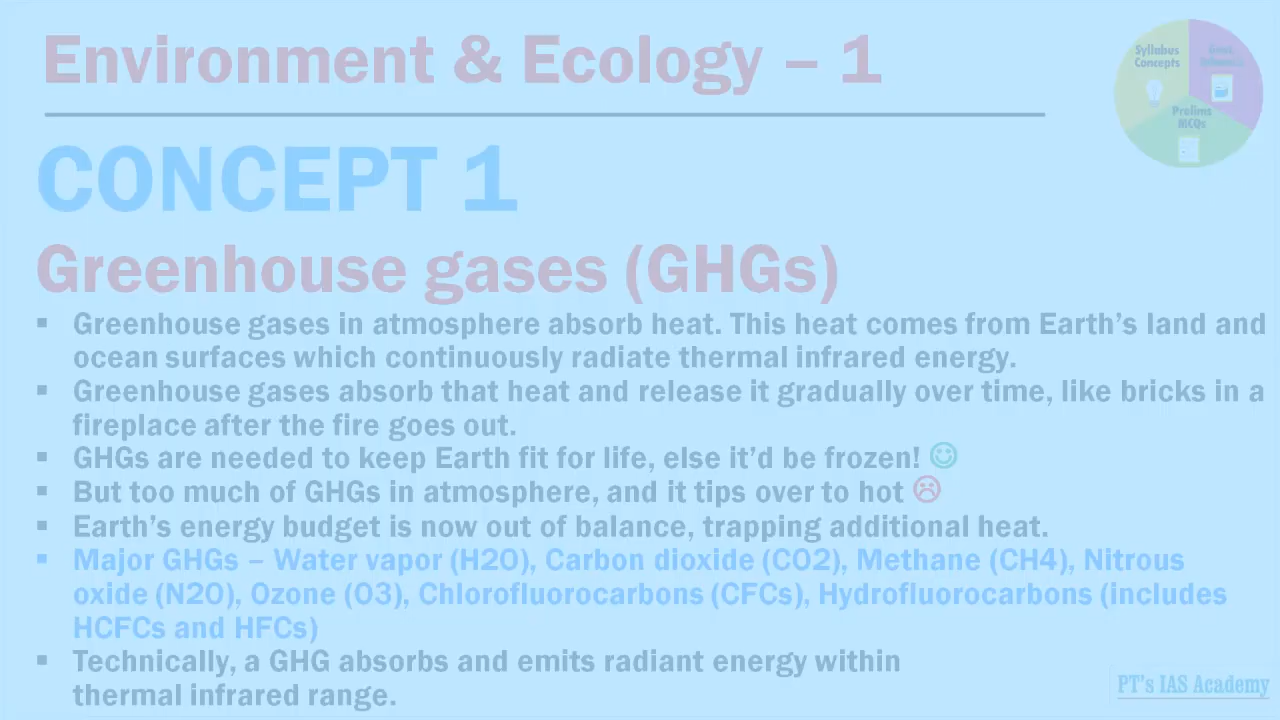 Environment & Ecology – 1
Syllabus
Concepts
Prelims
MCQs
CONCEPT 1
Greenhouse gases (GHGs)
▪ Greenhouse gases in atmosphere absorb heat. This heat comes from Earth's land and
ocean surfaces which continuously radiate thermal infrared energy.
▪ Greenhouse gases absorb that heat and release it gradually over time, like bricks in a
fireplace after the fire goes out.
▪ GHGs are needed to keep Earth fit for life, else it'd be frozen! ☺
▪ But too much of GHGs in atmosphere, and it tips over to hot ☹
▪ Earth's energy budget is now out of balance, trapping additional heat.
▪ Major GHGs – Water vapor (H2O), Carbon dioxide (CO2), Methane (CH4), Nitrous
oxide (N2O), Ozone (O3), Chlorofluorocarbons (CFCs), Hydrofluorocarbons (includes
HCFCs and HFCs)
▪ Technically, a GHG absorbs and emits radiant energy within
thermal infrared range.
PT's IAS Academy